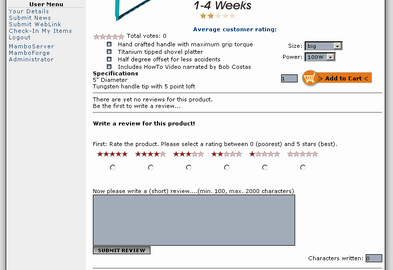 User Menu
Your Details
Submit News
Submit WebLink
Check-In My Items
Logout
MamboServer
MamboForge
Administrator
1-4 Weeks
Average customer rating:
Total votes: 0
Hand crafted handle with maximum grip torque
Titanium tipped shovel platter
Half degree offset for less accidents
Includes HowTo Video narrated by Bob Costas
Specifications
5" Diameter
Tungsten handle tip with 5 point loft
Size: big
Power: 100W
1 Add to Cart
There are yet no reviews for this product.
Be the first to write a review...
Write a review for this product!
First: Rate the product. Please select a rating between 0 (poorest) and 5 stars (best).
Now please write a (short) review....(min. 100, max. 2000 characters)
SUBMIT REVIEW
Characters written: 0